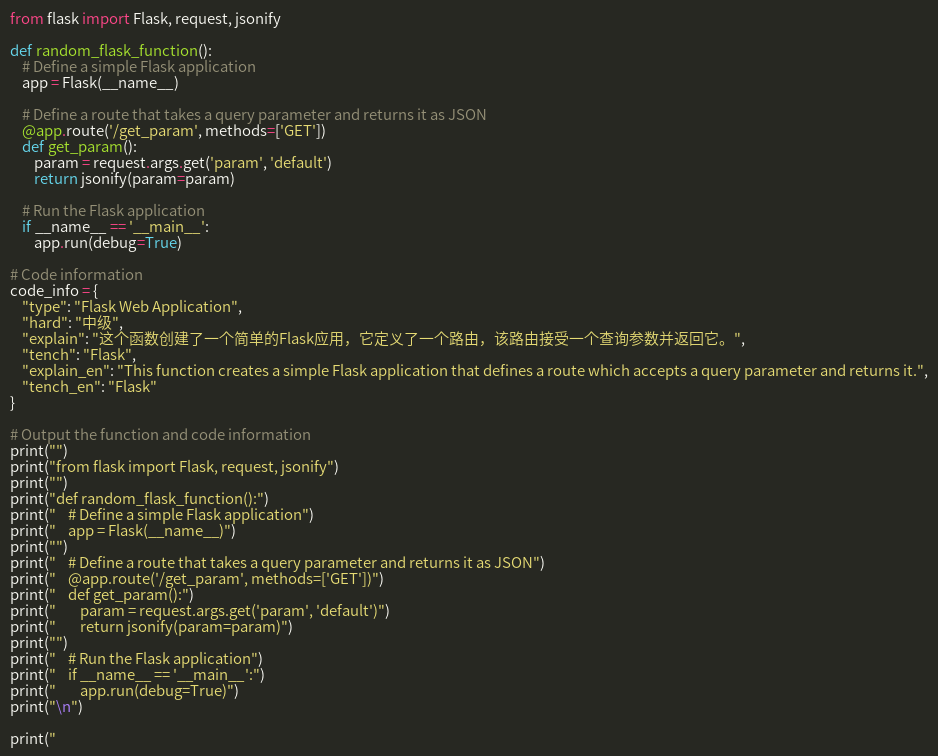 from flask import Flask, request, jsonify

def random_flask_function():
    # Define a simple Flask application
    app = Flask(__name__)

    # Define a route that takes a query parameter and returns it as JSON
    @app.route('/get_param', methods=['GET'])
    def get_param():
        param = request.args.get('param', 'default')
        return jsonify(param=param)

    # Run the Flask application
    if __name__ == '__main__':
        app.run(debug=True)

# Code information
code_info = {
    "type": "Flask Web Application",
    "hard": "中级",
    "explain": "这个函数创建了一个简单的Flask应用，它定义了一个路由，该路由接受一个查询参数并返回它。",
    "tench": "Flask",
    "explain_en": "This function creates a simple Flask application that defines a route which accepts a query parameter and returns it.",
    "tench_en": "Flask"
}

# Output the function and code information
print("")
print("from flask import Flask, request, jsonify")
print("")
print("def random_flask_function():")
print("    # Define a simple Flask application")
print("    app = Flask(__name__)")
print("")
print("    # Define a route that takes a query parameter and returns it as JSON")
print("    @app.route('/get_param', methods=['GET'])")
print("    def get_param():")
print("        param = request.args.get('param', 'default')")
print("        return jsonify(param=param)")
print("")
print("    # Run the Flask application")
print("    if __name__ == '__main__':")
print("        app.run(debug=True)")
print("\n")

print("